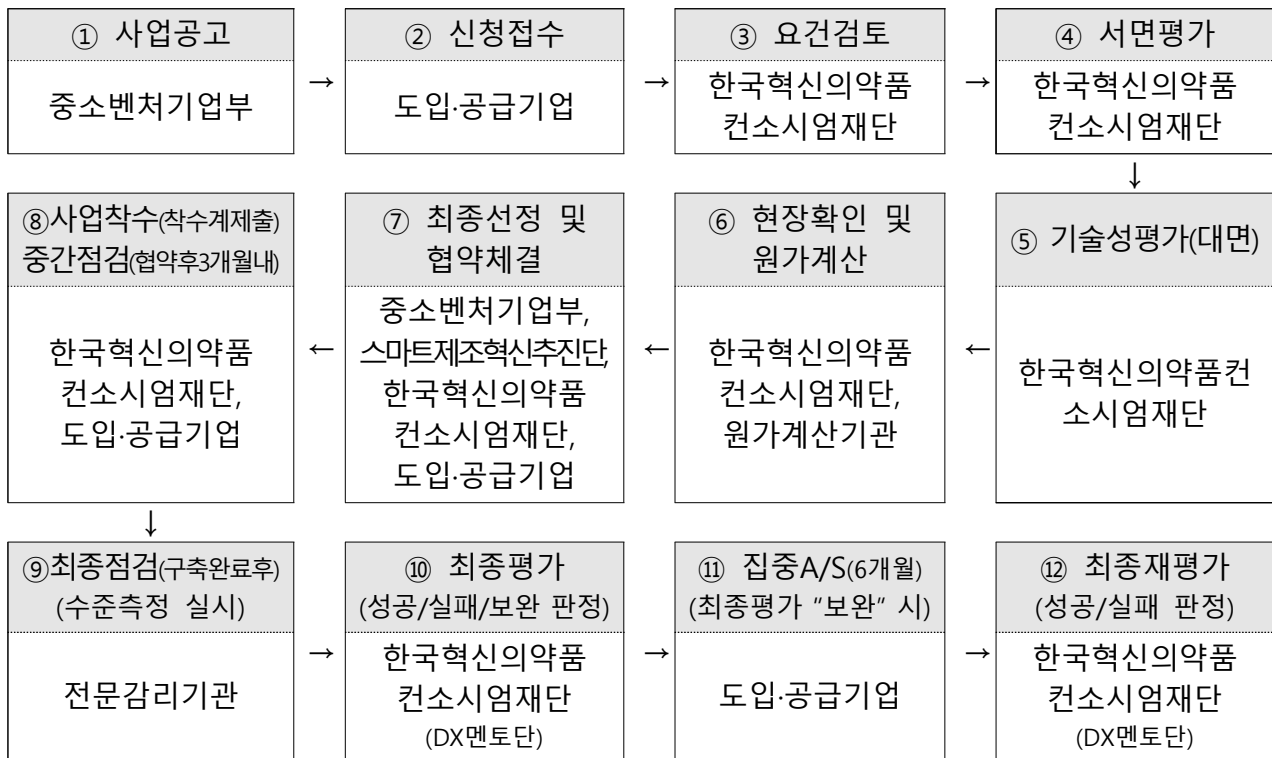 ① 사업공고
중소벤처기업부
→
② 신청접수
도입·공급기업
→
③ 요건검토
한국혁신의약품
컨소시엄재단
→
④ 서면평가
한국혁신의약품
컨소시엄재단
↓
⑤ 기술성평가(대면)
한국혁신의약품컨
소시엄재단
←
⑥ 현장확인 및
원가계산
한국혁신의약품
컨소시엄재단,
원가계산기관
←
⑦ 최종선정 및
협약체결
중소벤처기업부,
스마트제조혁신추진단,
한국혁신의약품
컨소시엄재단,
도입·공급기업
←
⑧사업착수(착수계제출)
중간점검(협약후3개월내)
한국혁신의약품
컨소시엄재단,
도입·공급기업
↓
⑨최종점검(구축완료후)
(수준측정 실시)
전문감리기관
→
⑩ 최종평가
(성공/실패/보완 판정)
한국혁신의약품
컨소시엄재단
(DX멘토단)
→
⑪ 집중A/S(6개월)
(최종평가 "보완" 시)
도입·공급기업
→
⑫ 최종재평가
(성공/실패 판정)
한국혁신의약품
컨소시엄재단
(DX멘토단)